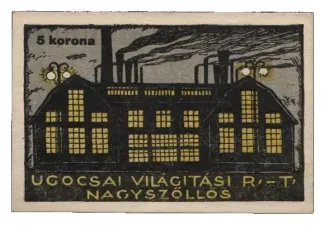 5 korona
UGOCSAI VILÁGITÁSI R.-T.
NAGYSZŐLLŐS